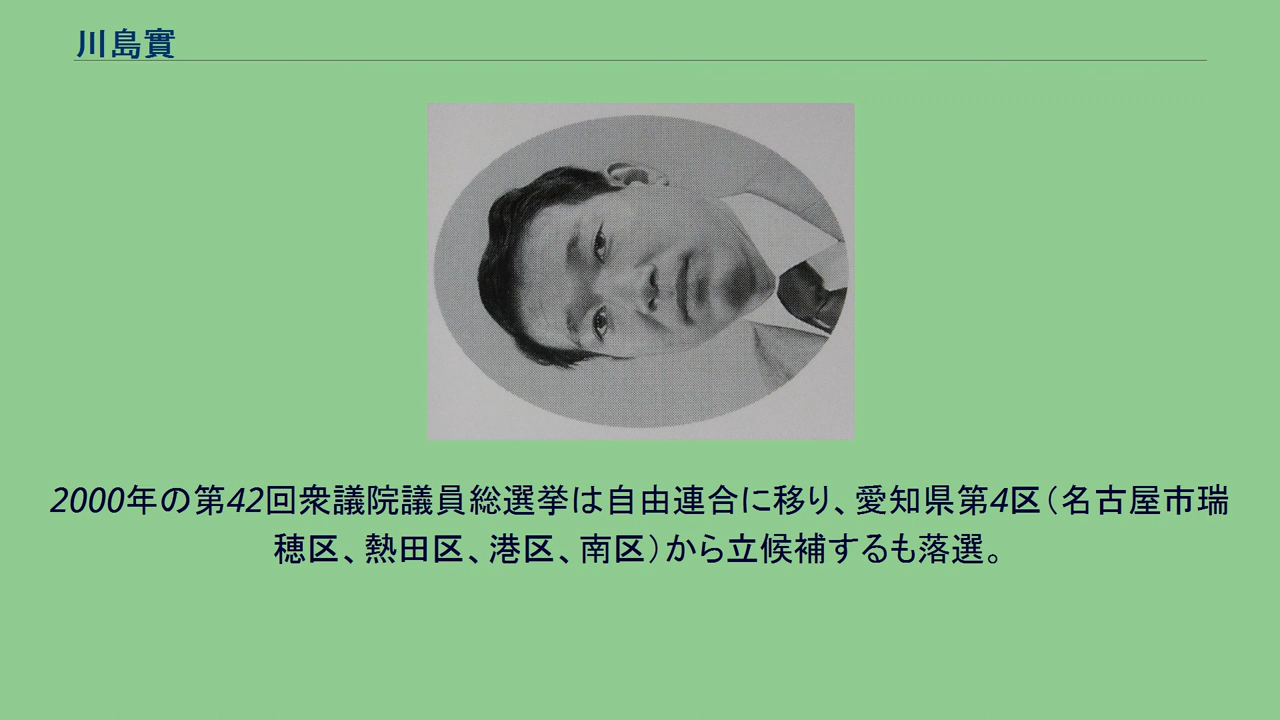 川島實
2000年の第42回衆議院議員総選挙は自由連合に移り、愛知県第4区（名古屋市瑞
穂区、熱田区、港区、南区）から立候補するも落選。